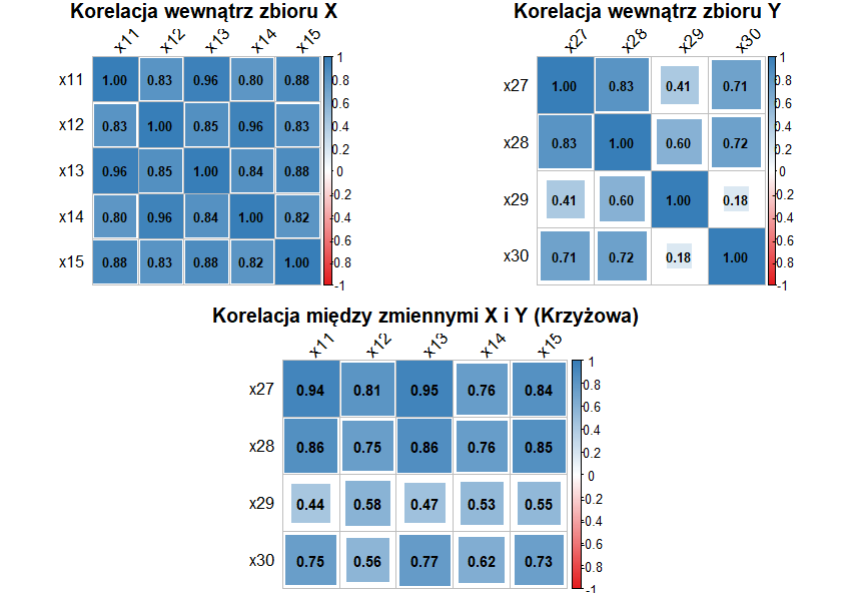 Korelacja wewnątrz zbioru X
x11 x12 x13 x14 x15
x11 1.00 0.83 0.96 0.80 0.88
x12 0.83 1.00 0.85 0.96 0.83
x13 0.96 0.85 1.00 0.84 0.88
x14 0.80 0.96 0.84 1.00 0.82
x15 0.88 0.83 0.88 0.82 1.00
1
0.8
0.6
0.4
0.2
0
-0.2
-0.4
-0.6
-0.8
-1
Korelacja wewnątrz zbioru Y
x27 x28 x29 x30
x27 1.00 0.83 0.41 0.71
x28 0.83 1.00 0.60 0.72
x29 0.41 0.60 1.00 0.18
x30 0.71 0.72 0.18 1.00
1
0.8
0.6
0.4
0.2
0
-0.2
-0.4
-0.6
-0.8
-1
Korelacja między zmiennymi X i Y (Krzyżowa)
x11 x12 x13 x14 x15
x27 0.94 0.81 0.95 0.76 0.84
x28 0.86 0.75 0.86 0.76 0.85
x29 0.44 0.58 0.47 0.53 0.55
x30 0.75 0.56 0.77 0.62 0.73
1
0.8
0.6
0.4
0.2
0
-0.2
-0.4
-0.6
-0.8
-1